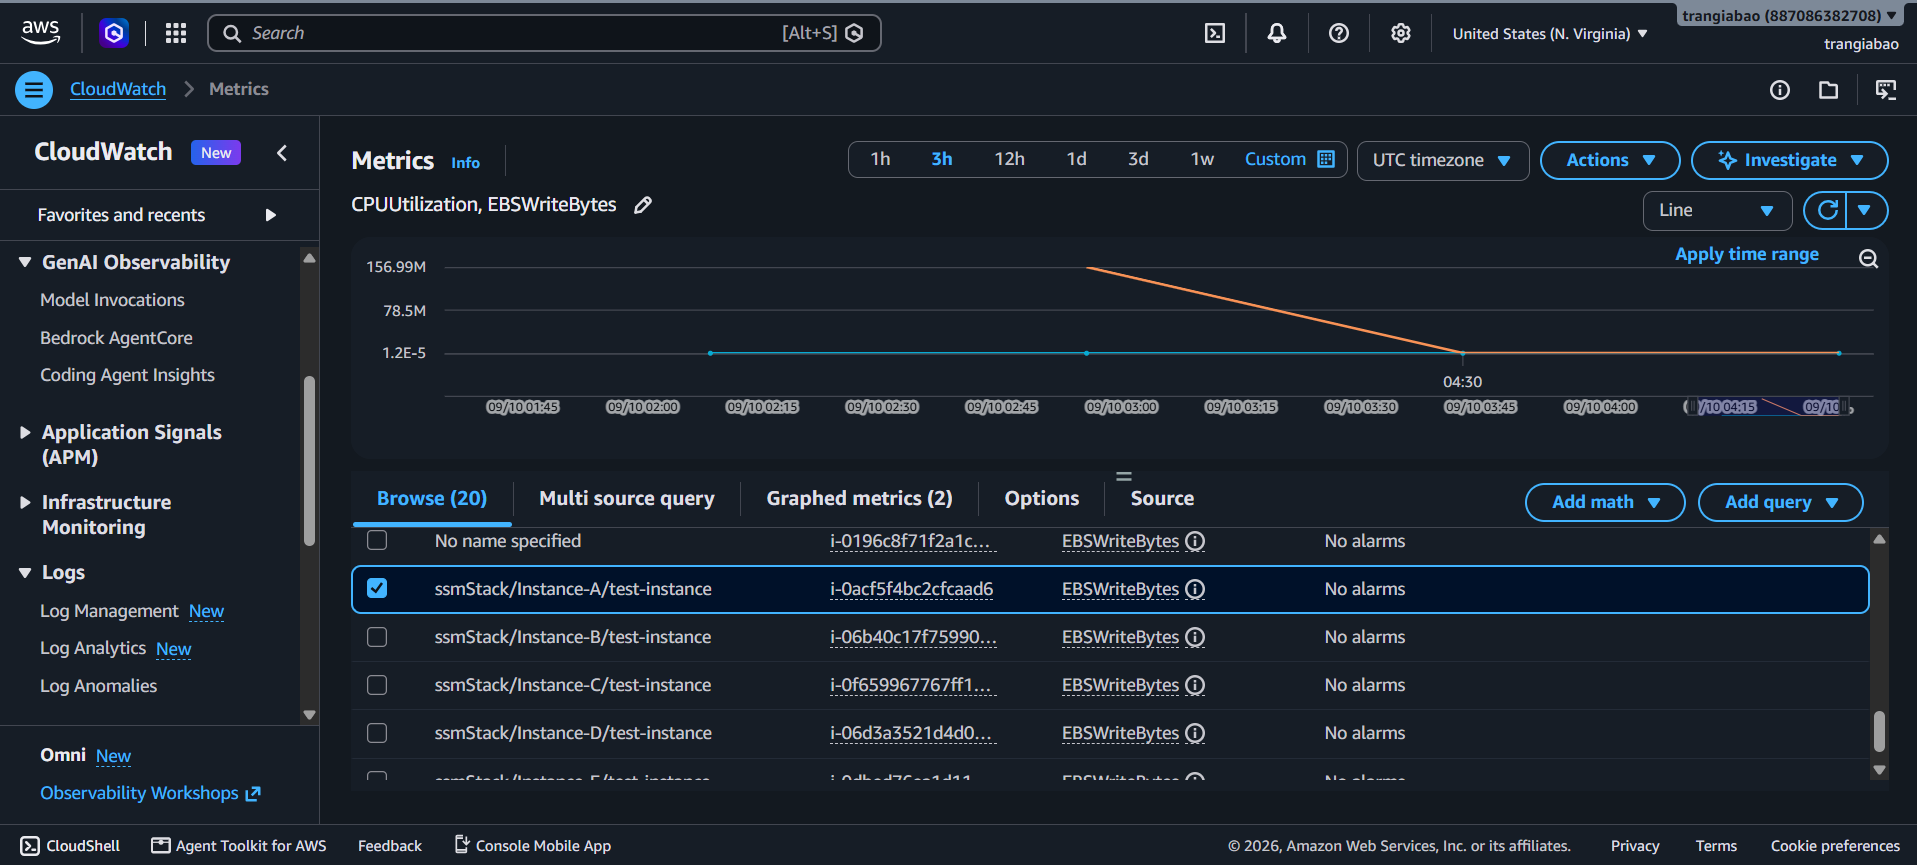 aws
Search [Alt+S]
United States (N. Virginia)
trangiabao (887086382708)
trangiabao
CloudWatch
Metrics
CloudWatch New
Favorites and recents
GenAI Observability
Model Invocations
Bedrock AgentCore
Coding Agent Insights
Application Signals
(APM)
Infrastructure
Monitoring
Logs
Log Management New
Log Analytics New
Log Anomalies
Omni New
Observability Workshops
Metrics Info
1h 3h 12h 1d 3d 1w Custom
UTC timezone
Actions
Investigate
CPUUtilization, EBSWriteBytes
Line
Apply time range
156.99M
78.5M
1.2E-5
04:30
09/10 01:45 09/10 02:00 09/10 02:15 09/10 02:30 09/10 02:45 09/10 03:00 09/10 03:15 09/10 03:30 09/10 03:45 09/10 04:00 /10 04:15 09/10
Browse (20) Multi source query Graphed metrics (2) Options Source
Add math
Add query
No name specified i-0196c8f71f2a1c... EBSWriteBytes No alarms
ssmStack/Instance-A/test-instance i-0acf5f4bc2cfcaad6 EBSWriteBytes No alarms
ssmStack/Instance-B/test-instance i-06b40c17f75990... EBSWriteBytes No alarms
ssmStack/Instance-C/test-instance i-0f659967767ff1... EBSWriteBytes No alarms
ssmStack/Instance-D/test-instance i-06d3a3521d4d0... EBSWriteBytes No alarms
CloudShell Agent Toolkit for AWS Feedback Console Mobile App
© 2026, Amazon Web Services, Inc. or its affiliates. Privacy Terms Cookie preferences